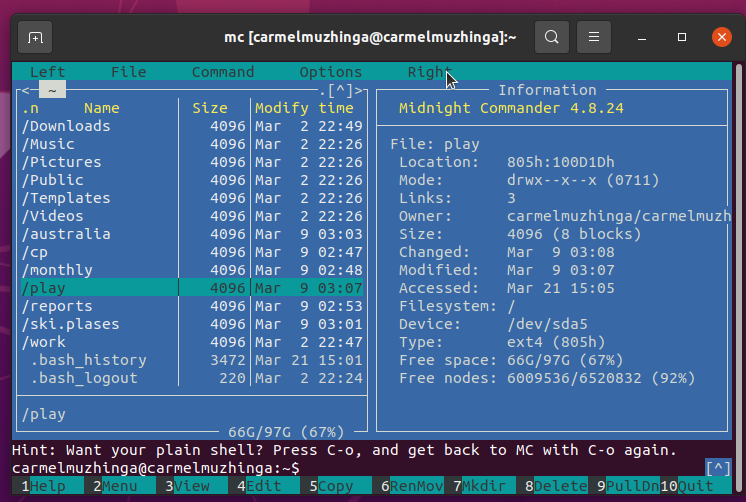 mc [carmelmuzhinga@carmelmuzhinga]:~
Left File Command Options Right
<- ~ .[^]>
.n Name Size Modify time
/Downloads 4096 Mar 2 22:49
/Music 4096 Mar 2 22:26
/Pictures 4096 Mar 2 22:26
/Public 4096 Mar 2 22:26
/Templates 4096 Mar 2 22:26
/Videos 4096 Mar 2 22:26
/australia 4096 Mar 9 03:03
/cp 4096 Mar 9 02:47
/monthly 4096 Mar 9 02:48
/play 4096 Mar 9 03:07
/reports 4096 Mar 9 02:53
/ski.plases 4096 Mar 9 03:01
/work 4096 Mar 2 22:47
.bash_history 3472 Mar 21 15:01
.bash_logout 220 Mar 2 22:24
/play
66G/97G (67%)
Information
Midnight Commander 4.8.24
File: play
Location: 805h:100D1Dh
Mode: drwx--x--x (0711)
Links: 3
Owner: carmelmuzhinga/carmelmuzh
Size: 4096 (8 blocks)
Changed: Mar 9 03:08
Modified: Mar 9 03:07
Accessed: Mar 21 15:05
Filesystem: /
Device: /dev/sda5
Type: ext4 (805h)
Free space: 66G/97G (67%)
Free nodes: 6009536/6520832 (92%)
Hint: Want your plain shell? Press C-o, and get back to MC with C-o again.
carmelmuzhinga@carmelmuzhinga:~$ [^]
1Help 2Menu 3View 4Edit 5Copy 6RenMov 7Mkdir 8Delete 9PullDn 10Quit